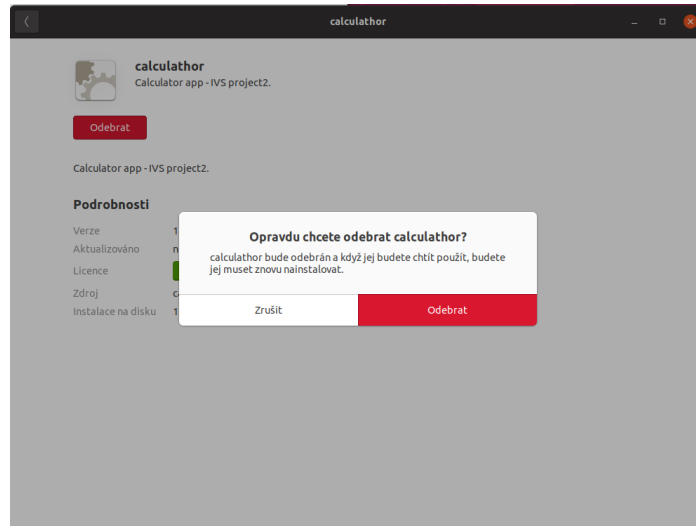 calculathor
calculathor
Calculator app - IVS project2.
Odebrat
Calculator app - IVS project2.
Podrobnosti
Verze
Aktualizováno
Licence
Zdroj
Instalace na disku
Opravdu chcete odebrat calculathor?
calculathor bude odebrán a když jej budete chtít použít, budete
jej muset znovu nainstalovat.
Zrušit
Odebrat